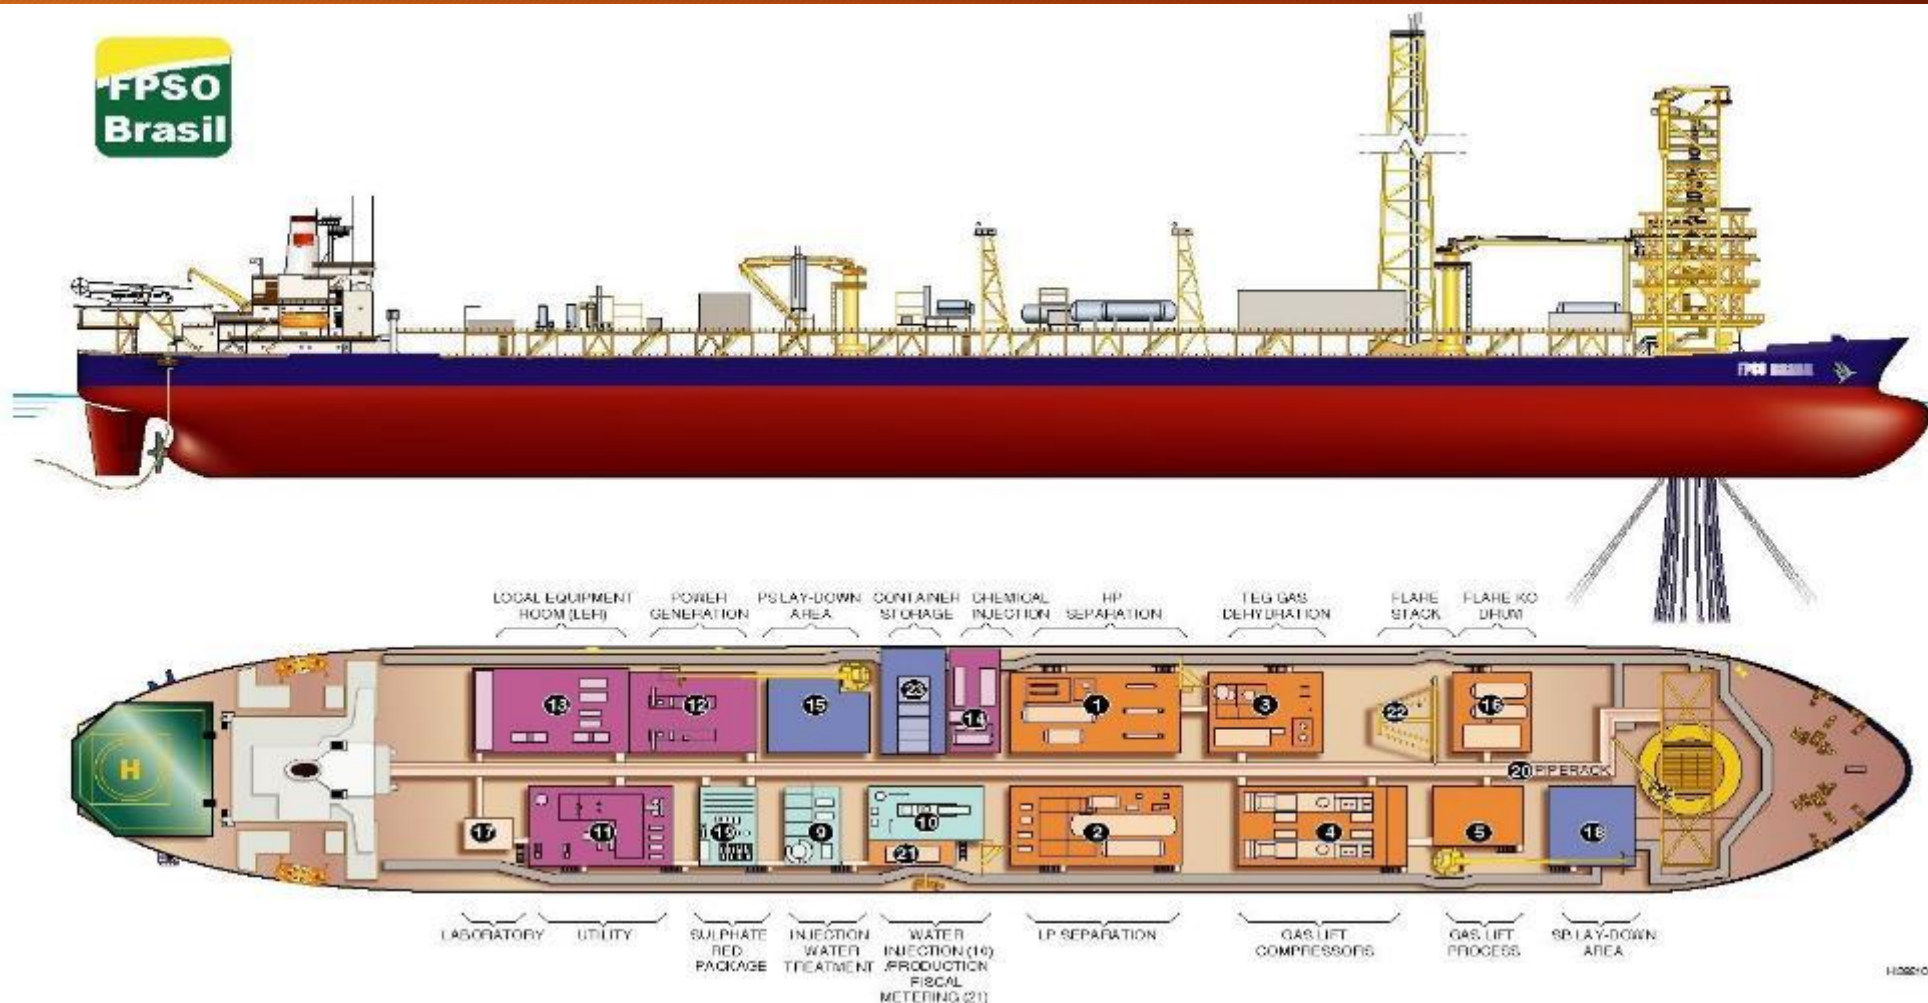 FPSO
Brasil
FPSO
LOCAL EQUIPMENT
ROOM (LER)
POWER
GENERATION
PS LAY-DOWN
AREA
CONTAINER
STORAGE
CHEMICAL
INJECTION
HP
SEPARATION
TEG GAS
DEHYDRATION
FLARE
STACK
FLARE KO
DRUM
13
12
15
23
14
1
3
22
16
H
20 PIPERACK
17
11
19
9
10
21
2
4
5
18
LABORATORY
UTILITY
SULPHATE
RED
PACKAGE
INJECTION
WATER
TREATMENT
WATER
INJECTION (10)
/PRODUCTION
FISCAL
METERING (21)
LP SEPARATION
GAS LIFT
COMPRESSORS
GAS LIFT
PROCESS
SB LAY-DOWN
AREA